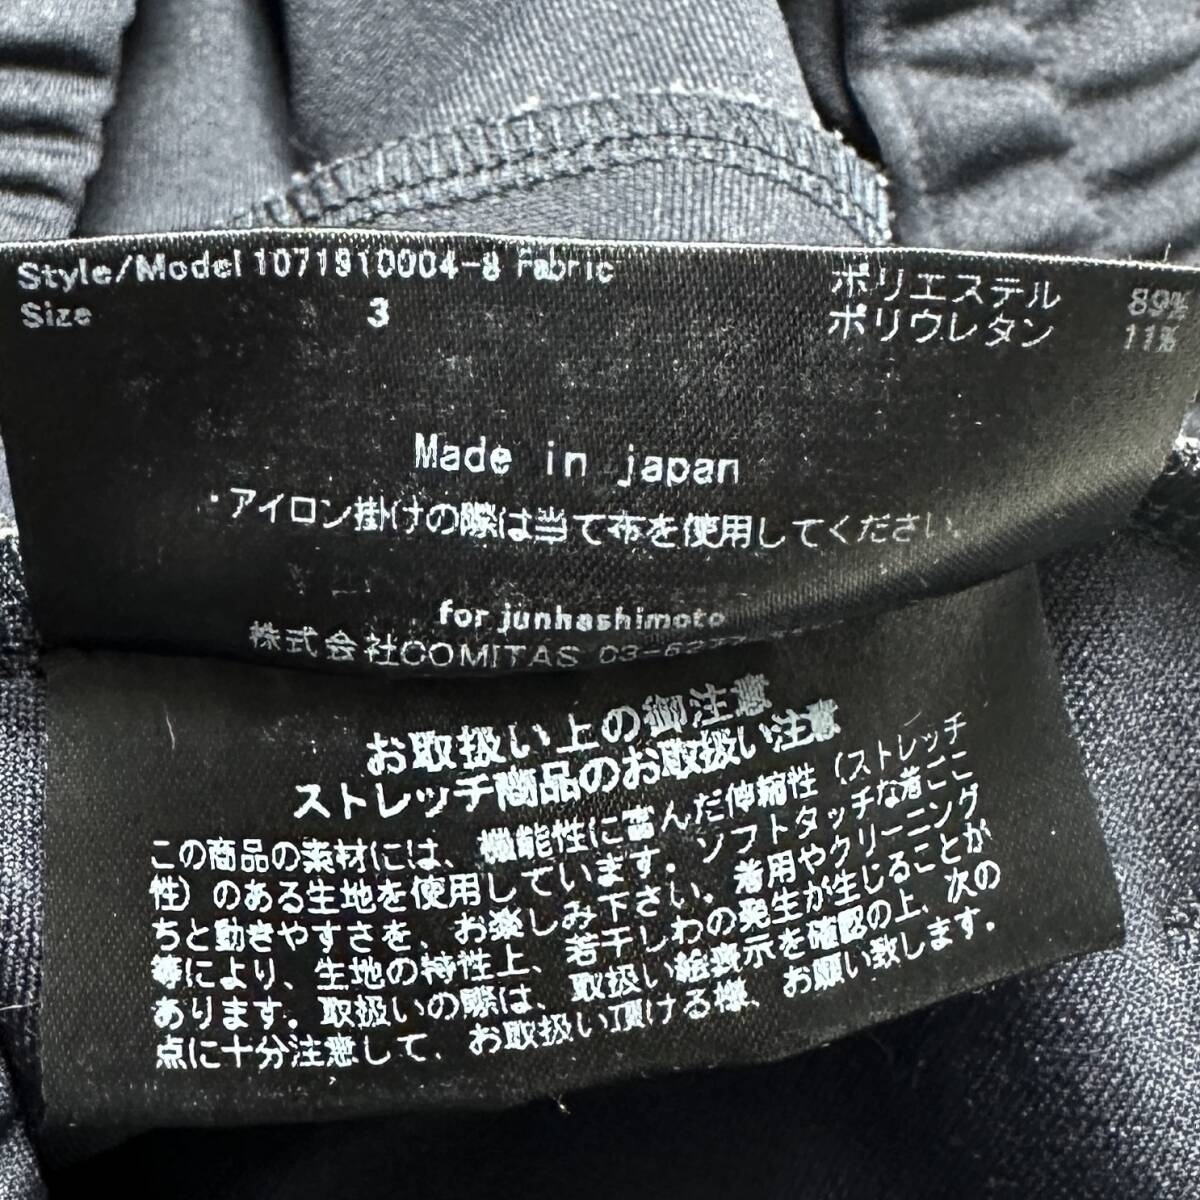 Style/Model 1071910004-8 Fabric ポリエステル 89%
Size 3 ポリウレタン 11%
Made in japan
・アイロン掛けの際は当て布を使用してください。
for junhashimoto
株式会社COMITAS 03-627
お取扱い上の御注意
ストレッチ商品のお取扱い注意
この商品の素材には、機能性に富んだ伸縮性（ストレッチ
性）のある生地を使用しています。ソフトタッチな着ここ
ちと動きやすさを、お楽しみ下さい。着用やクリーニング
等により、生地の特性上、若干しわの発生が生じることが
あります。取扱いの際は、取扱い絵表示を確認の上、次の
点に十分注意して、お取扱い頂ける様、お願い致します。